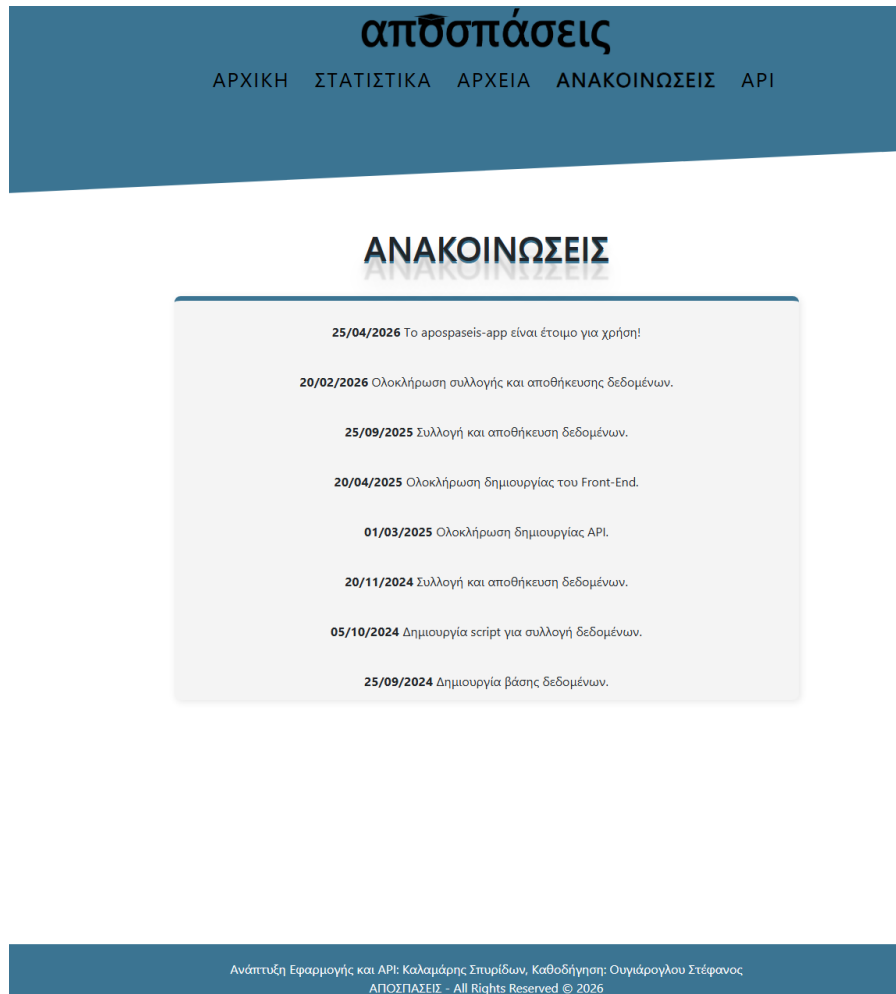 αποσπάσεις
ΑΡΧΙΚΗ ΣΤΑΤΙΣΤΙΚΑ ΑΡΧΕΙΑ ΑΝΑΚΟΙΝΩΣΕΙΣ API
ΑΝΑΚΟΙΝΩΣΕΙΣ
25/04/2026 Το apospaseis-app είναι έτοιμο για χρήση!
20/02/2026 Ολοκλήρωση συλλογής και αποθήκευσης δεδομένων.
25/09/2025 Συλλογή και αποθήκευση δεδομένων.
20/04/2025 Ολοκλήρωση δημιουργίας του Front-End.
01/03/2025 Ολοκλήρωση δημιουργίας API.
20/11/2024 Συλλογή και αποθήκευση δεδομένων.
05/10/2024 Δημιουργία script για συλλογή δεδομένων.
25/09/2024 Δημιουργία βάσης δεδομένων.
Ανάπτυξη Εφαρμογής και API: Καλαμάρης Σπυρίδων, Καθοδήγηση: Ουγιάρογλου Στέφανος
ΑΠΟΣΠΑΣΕΙΣ - All Rights Reserved © 2026